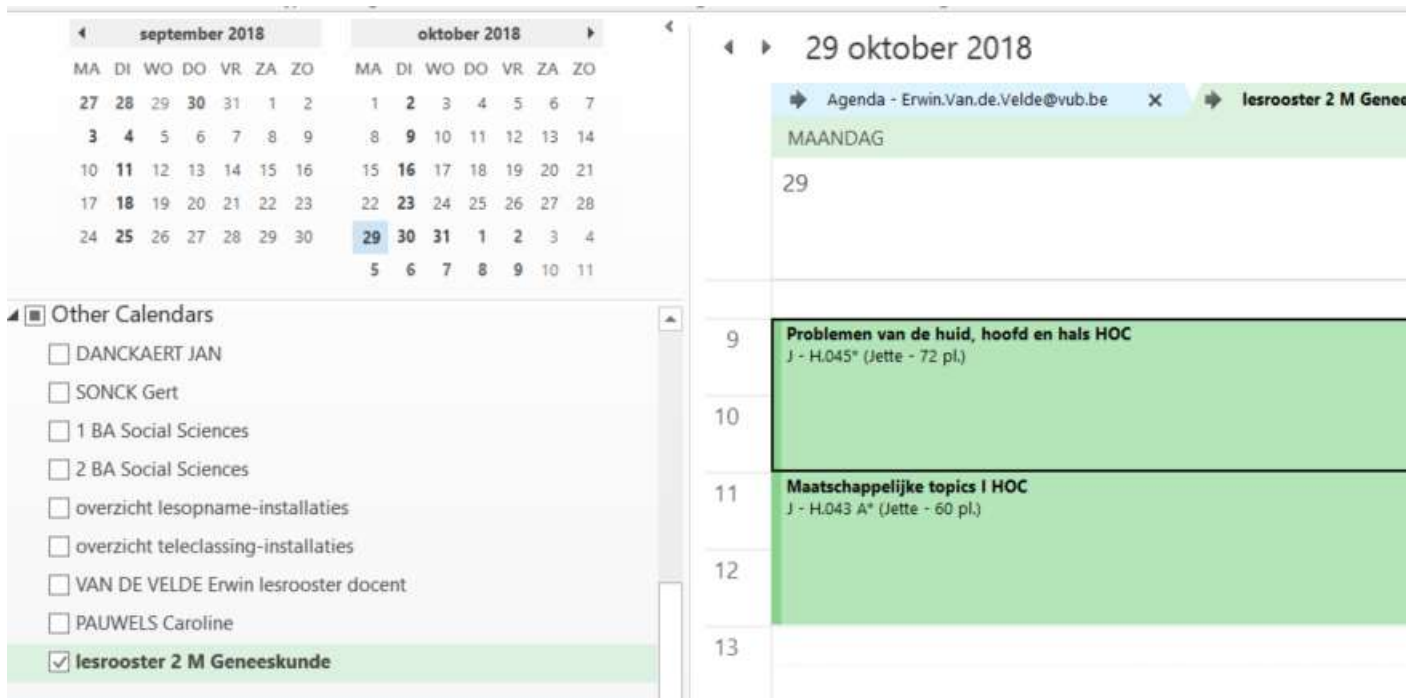 september 2018
MA DI WO DO VR ZA ZO
27 28 29 30 31 1 2
3 4 5 6 7 8 9
10 11 12 13 14 15 16
17 18 19 20 21 22 23
24 25 26 27 28 29 30
oktober 2018
MA DI WO DO VR ZA ZO
1 2 3 4 5 6 7
8 9 10 11 12 13 14
15 16 17 18 19 20 21
22 23 24 25 26 27 28
29 30 31 1 2 3 4
5 6 7 8 9 10 11
Other Calendars
DANCKAERT JAN
SONCK Gert
1 BA Social Sciences
2 BA Social Sciences
overzicht lesopname-installaties
overzicht teleclassing-installaties
VAN DE VELDE Erwin lesrooster docent
PAUWELS Caroline
lesrooster 2 M Geneeskunde
29 oktober 2018
Agenda - Erwin.Van.de.Velde@vub.be
lesrooster 2 M Genee
MAANDAG
29
9
Problemen van de huid, hoofd en hals HOC
J - H.045* (Jette - 72 pl.)
10
11
Maatschappelijke topics I HOC
J - H.043 A* (Jette - 60 pl.)
12
13